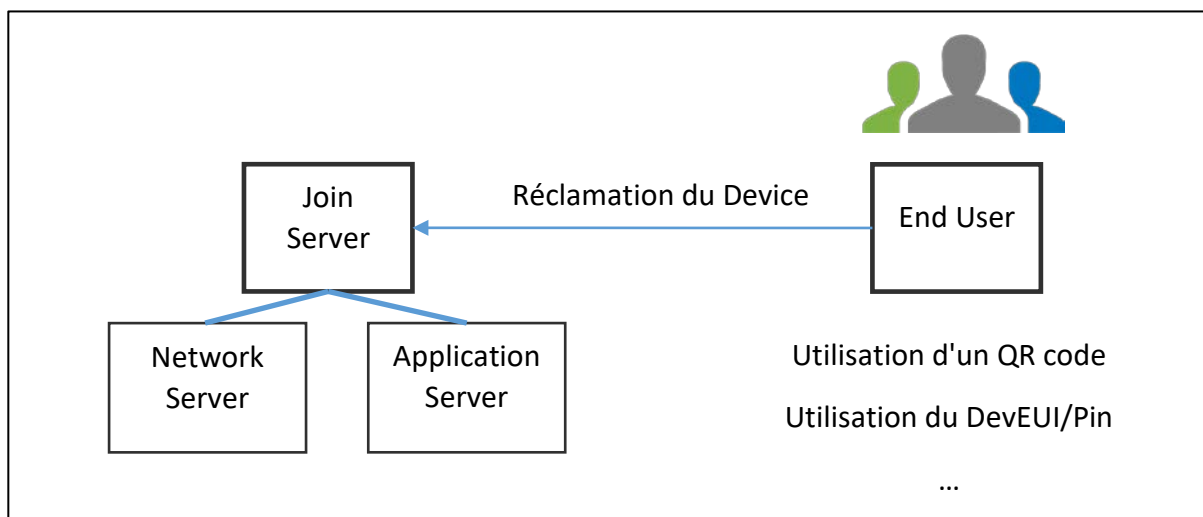 Join
Server
Réclamation du Device
End User
Network
Server
Application
Server
Utilisation d'un QR code
Utilisation du DevEUI/Pin
...